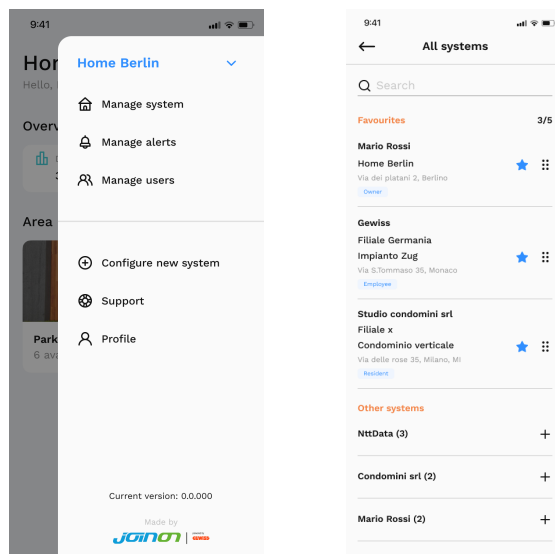 9:41
Hor
Hello,
Home Berlin
Manage system
Overv
Manage alerts
Manage users
Area
Configure new system
Support
Park
Profile
6 ava
Current version: 0.0.000
Made by
JOINON
GEWISS
9:41
All systems
Search
Favourites 3/5
Mario Rossi
Home Berlin
Via dei platani 2, Berlino
Owner
Gewiss
Filiale Germania
Impianto Zug
Via S.Tommaso 35, Monaco
Employee
Studio condomini srl
Filiale x
Condominio verticale
Via delle rose 35, Milano, MI
Resident
Other systems
NttData (3)
Condomini srl (2)
Mario Rossi (2)